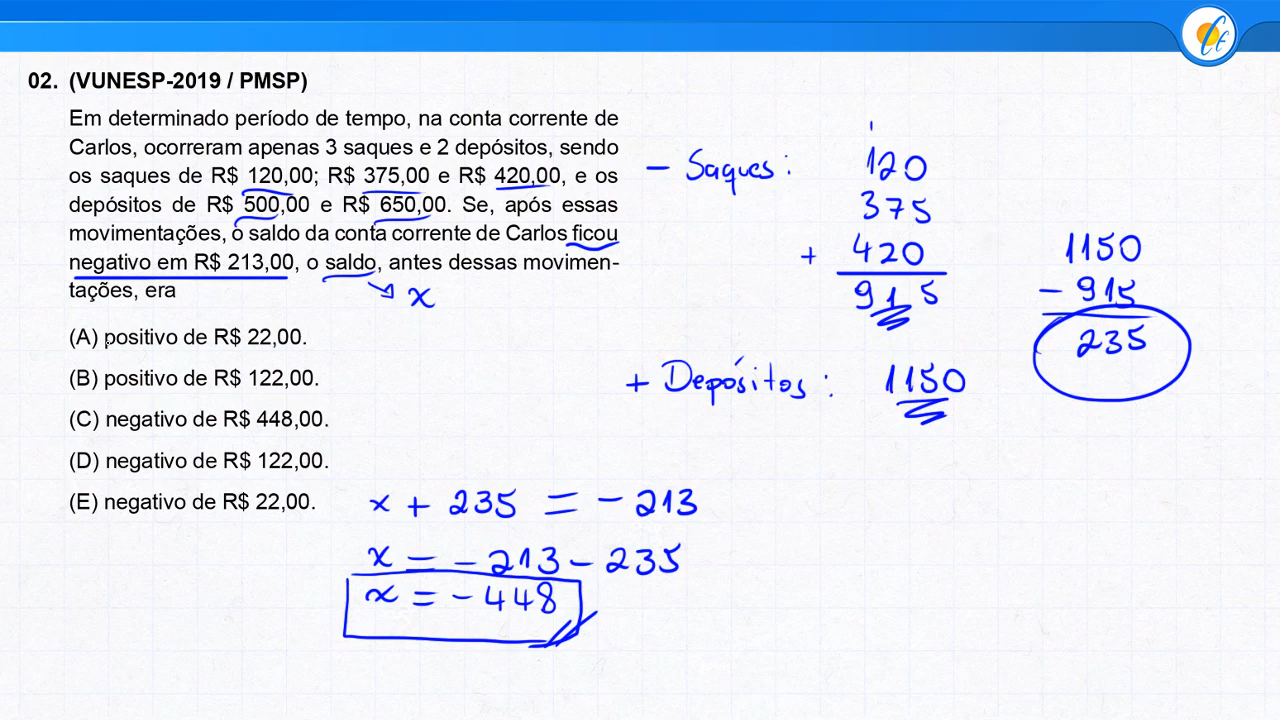 02. (VUNESP-2019 / PMSP)
Em determinado período de tempo, na conta corrente de
Carlos, ocorreram apenas 3 saques e 2 depósitos, sendo
os saques de R$ 120,00; R$ 375,00 e R$ 420,00, e os
depósitos de R$ 500,00 e R$ 650,00. Se, após essas
movimentações, o saldo da conta corrente de Carlos ficou
negativo em R$ 213,00, o saldo, antes dessas movimen-
tações, era
x
(A) positivo de R$ 22,00.
(B) positivo de R$ 122,00.
(C) negativo de R$ 448,00.
(D) negativo de R$ 122,00.
(E) negativo de R$ 22,00.
1
- Saques: 120
375
+ 420
915
+ Depósitos: 1150
1150
- 915
235
x + 235 = - 213
x = - 213 - 235
x = - 448